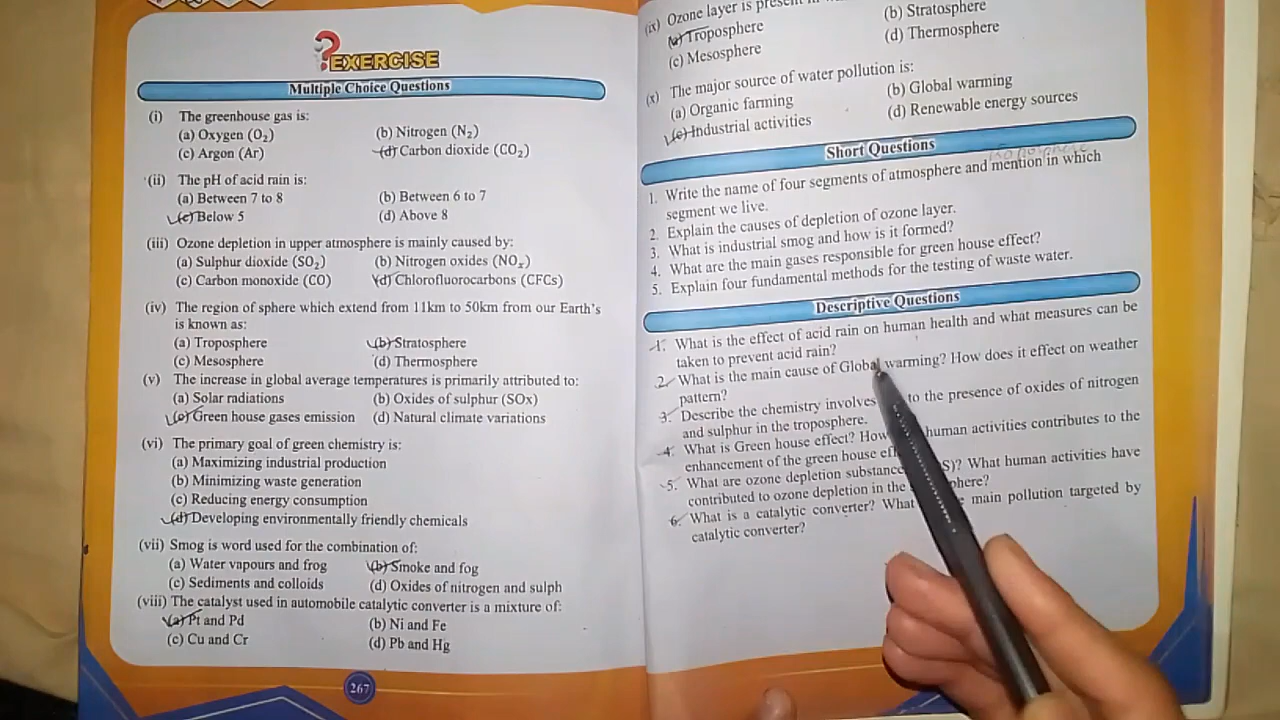 EXERCISE
Multiple Choice Questions
(i) The greenhouse gas is:
(a) Oxygen (O₂) (b) Nitrogen (N₂)
(c) Argon (Ar) (d) Carbon dioxide (CO₂)
(ii) The pH of acid rain is:
(a) Between 7 to 8 (b) Between 6 to 7
(c) Below 5 (d) Above 8
(iii) Ozone depletion in upper atmosphere is mainly caused by:
(a) Sulphur dioxide (SO₂) (b) Nitrogen oxides (NOₓ)
(c) Carbon monoxide (CO) (d) Chlorofluorocarbons (CFCs)
(iv) The region of sphere which extend from 11km to 50km from our Earth's
is known as:
(a) Troposphere (b) Stratosphere
(c) Mesosphere (d) Thermosphere
(v) The increase in global average temperatures is primarily attributed to:
(a) Solar radiations (b) Oxides of sulphur (SOx)
(c) Green house gases emission (d) Natural climate variations
(vi) The primary goal of green chemistry is:
(a) Maximizing industrial production
(b) Minimizing waste generation
(c) Reducing energy consumption
(d) Developing environmentally friendly chemicals
(vii) Smog is word used for the combination of:
(a) Water vapours and frog (b) Smoke and fog
(c) Sediments and colloids (d) Oxides of nitrogen and sulph
(viii) The catalyst used in automobile catalytic converter is a mixture of:
(a) Pt and Pd (b) Ni and Fe
(c) Cu and Cr (d) Pb and Hg
267
(ix) Ozone layer is present in
(a) Troposphere (b) Stratosphere
(c) Mesosphere (d) Thermosphere
(x) The major source of water pollution is:
(a) Organic farming (b) Global warming
(c) Industrial activities (d) Renewable energy sources
Short Questions
1. Write the name of four segments of atmosphere and mention in which
segment we live.
2. Explain the causes of depletion of ozone layer.
3. What is industrial smog and how is it formed?
4. What are the main gases responsible for green house effect?
5. Explain four fundamental methods for the testing of waste water.
Descriptive Questions
1. What is the effect of acid rain on human health and what measures can be
taken to prevent acid rain?
2. What is the main cause of Global warming? How does it effect on weather
pattern?
3. Describe the chemistry involves to the presence of oxides of nitrogen
and sulphur in the troposphere.
4. What is Green house effect? How human activities contributes to the
enhancement of the green house
5. What are ozone depletion substance What human activities have
contributed to ozone depletion in the
6. What is a catalytic converter? What main pollution targeted by
catalytic converter?